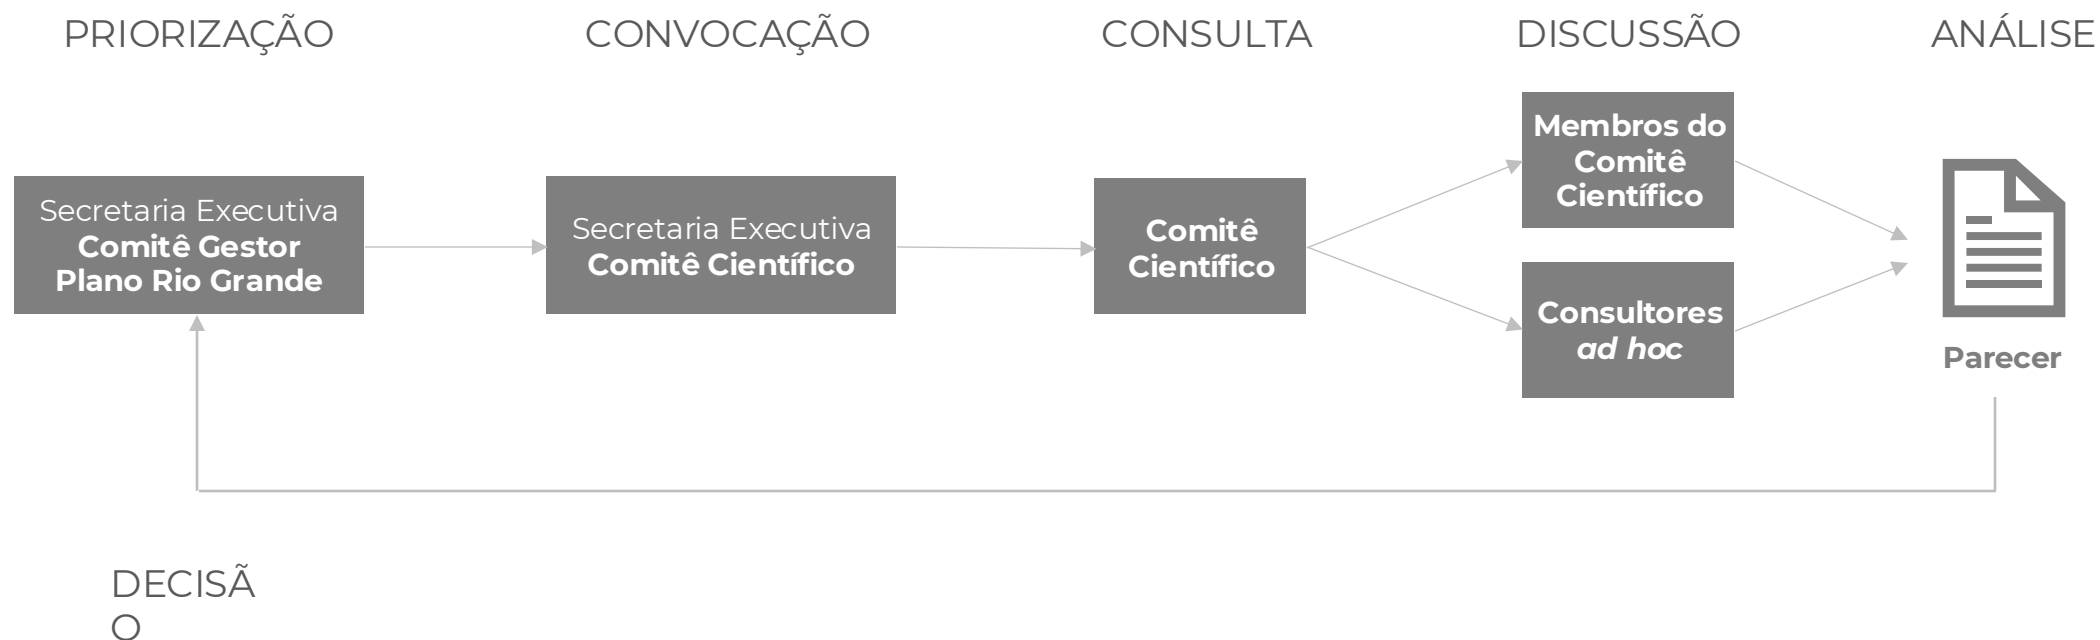 PRIORIZAÇÃO
CONVOCAÇÃO
CONSULTA
DISCUSSÃO
ANÁLISE
Secretaria Executiva
Comitê Gestor
Plano Rio Grande
Secretaria Executiva
Comitê Científico
Comitê
Científico
Membros do
Comitê
Científico
Consultores
ad hoc
Parecer
DECISÃ
O